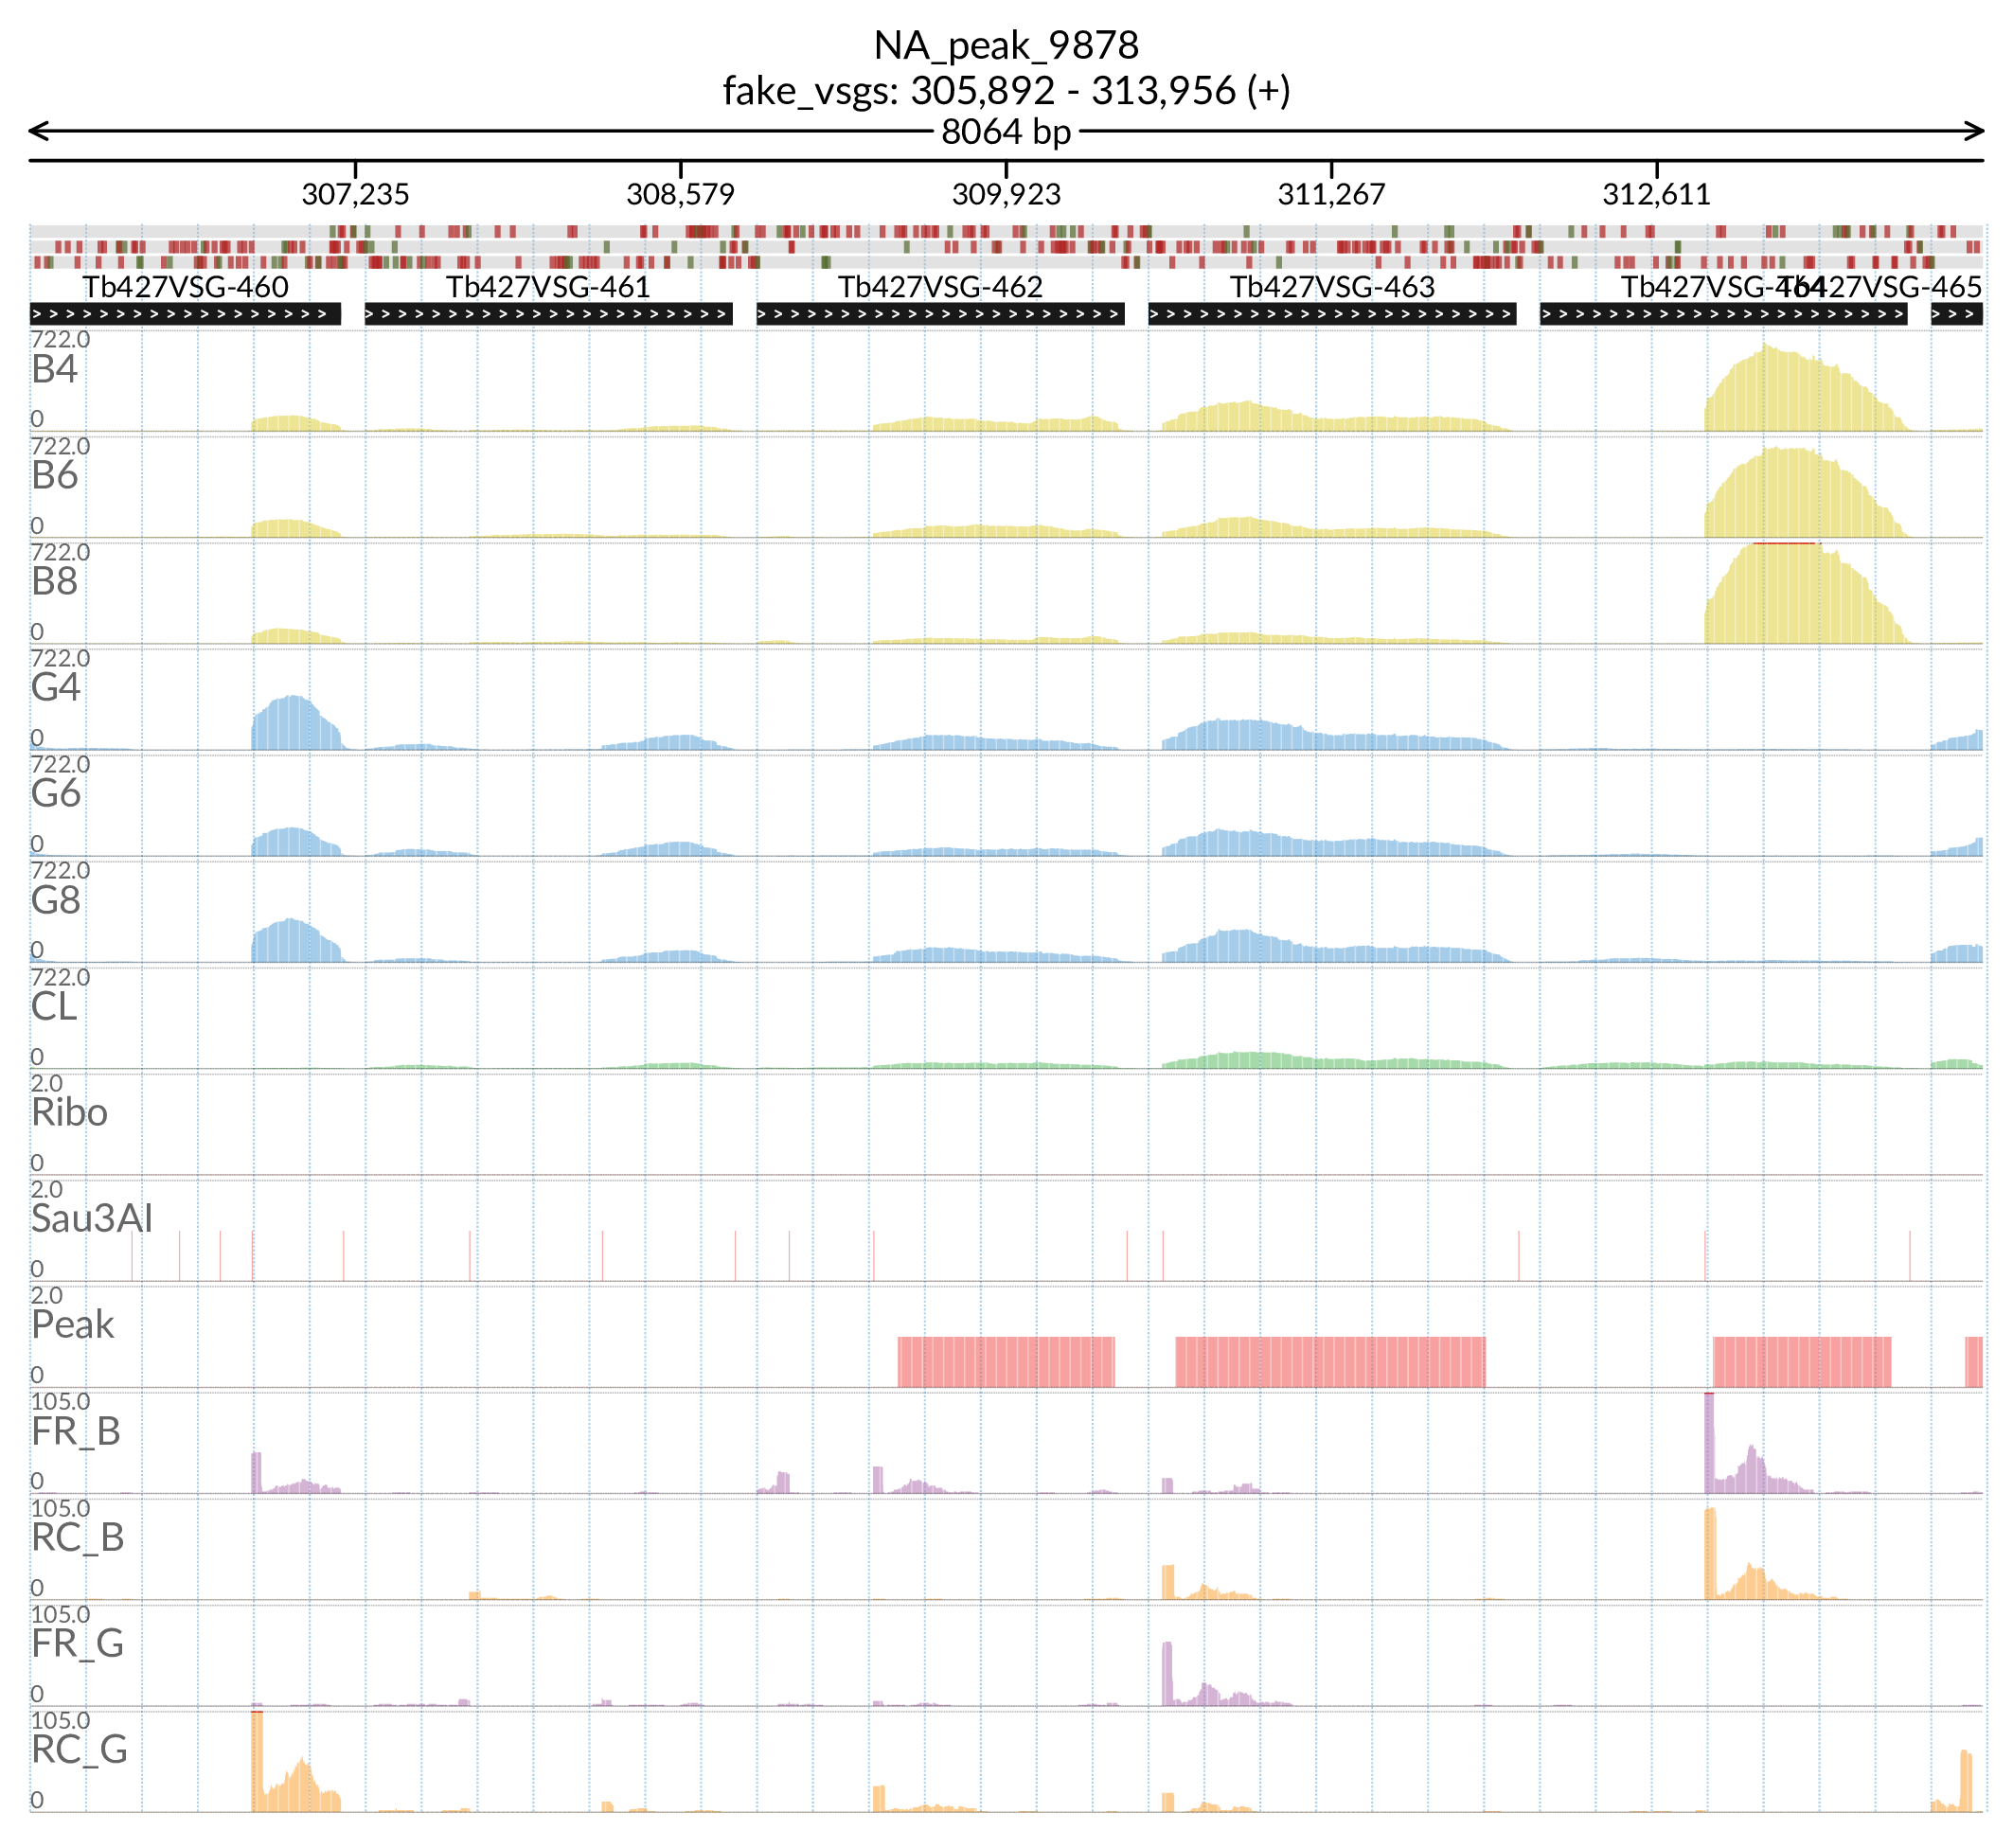 NA_peak_9878
fake_vsgs: 305,892 - 313,956 (+)
8064 bp
307,235 308,579 309,923 311,267 312,611
Tb427VSG-460 Tb427VSG-461 Tb427VSG-462 Tb427VSG-463 Tb427VSG-464 Tb427VSG-465
722.0
B4
0
722.0
B6
0
722.0
B8
0
722.0
G4
0
722.0
G6
0
722.0
G8
0
722.0
CL
0
2.0
Ribo
0
2.0
Sau3AI
0
2.0
Peak
0
105.0
FR_B
0
105.0
RC_B
0
105.0
FR_G
0
105.0
RC_G
0